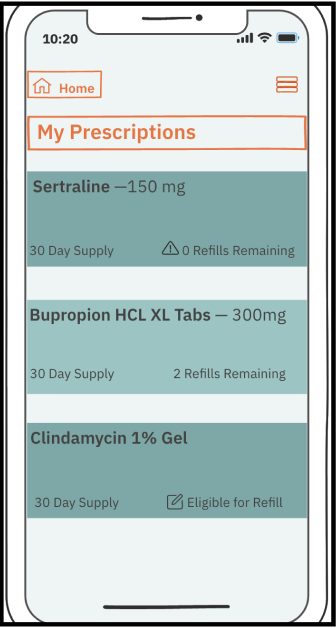 10:20
Home
My Prescriptions
Sertraline —150 mg
30 Day Supply
0 Refills Remaining
Bupropion HCL XL Tabs — 300mg
30 Day Supply
2 Refills Remaining
Clindamycin 1% Gel
30 Day Supply
Eligible for Refill